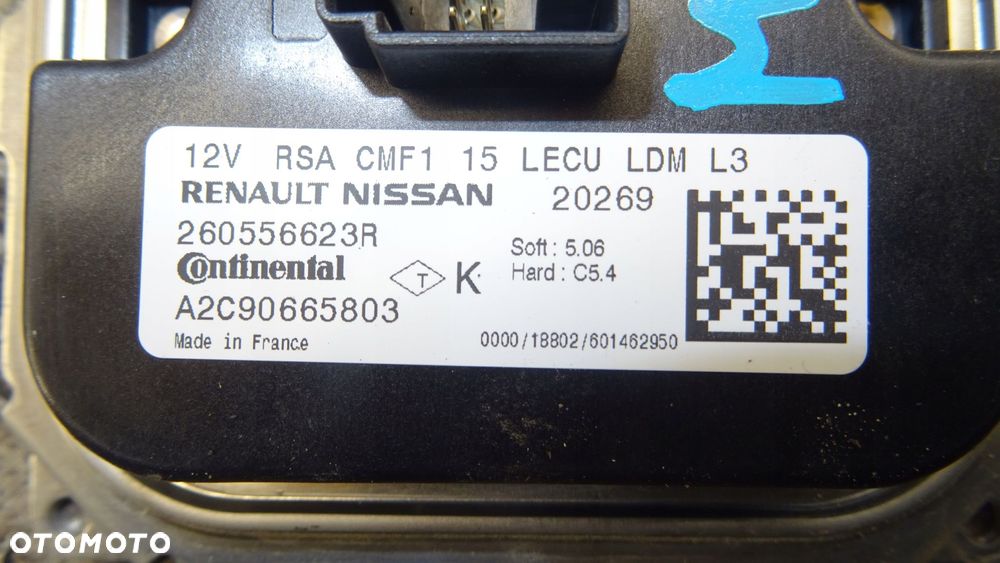 12V RSA CMF1 15 LECU LDM L3
RENAULT NISSAN 20269
260556623R
Continental
T K
Soft : 5.06
Hard : C5.4
A2C90665803
Made in France
0000/18802/601462950
OTOMOTO